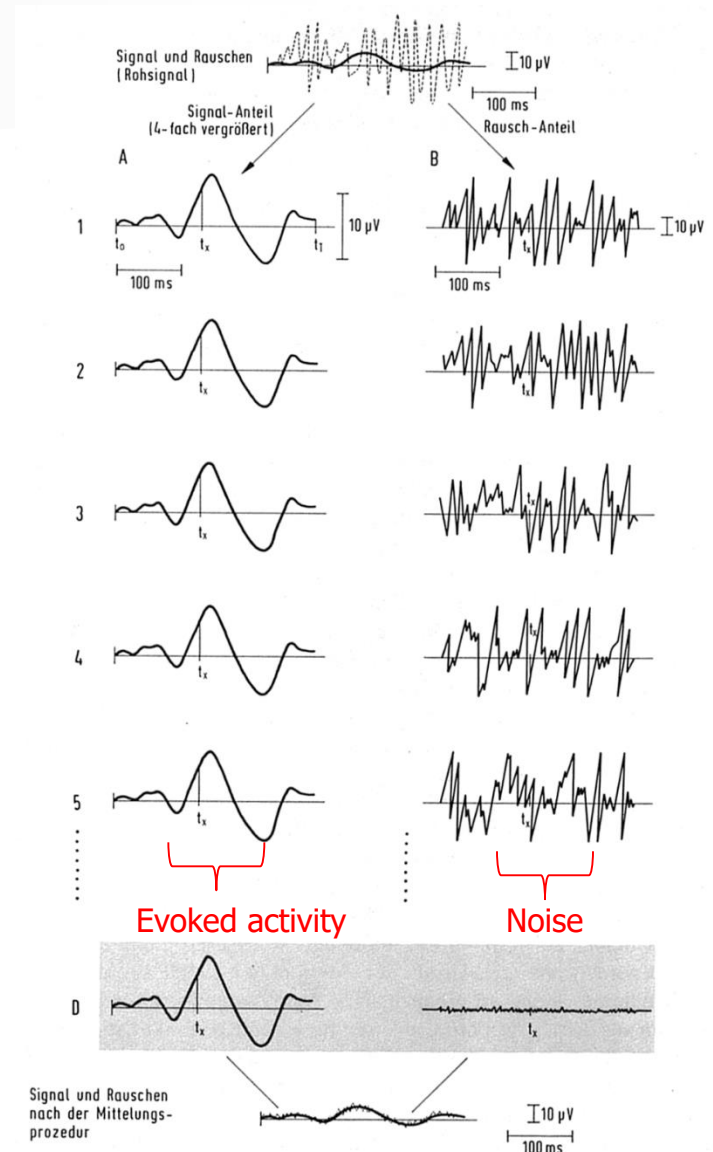 Signal und Rauschen
(Rohsignal)
10 µV
100 ms
Signal-Anteil
(4-fach vergrößert)
Rausch-Anteil
A
B
1
t₀
tₓ
t_T
10 µV
100 ms
tₓ
10 µV
100 ms
2
tₓ
tₓ
3
tₓ
tₓ
4
tₓ
tₓ
5
tₓ
tₓ
Evoked activity
Noise
D
tₓ
tₓ
Signal und Rauschen
nach der Mittelungs-
prozedur
10 µV
100 ms